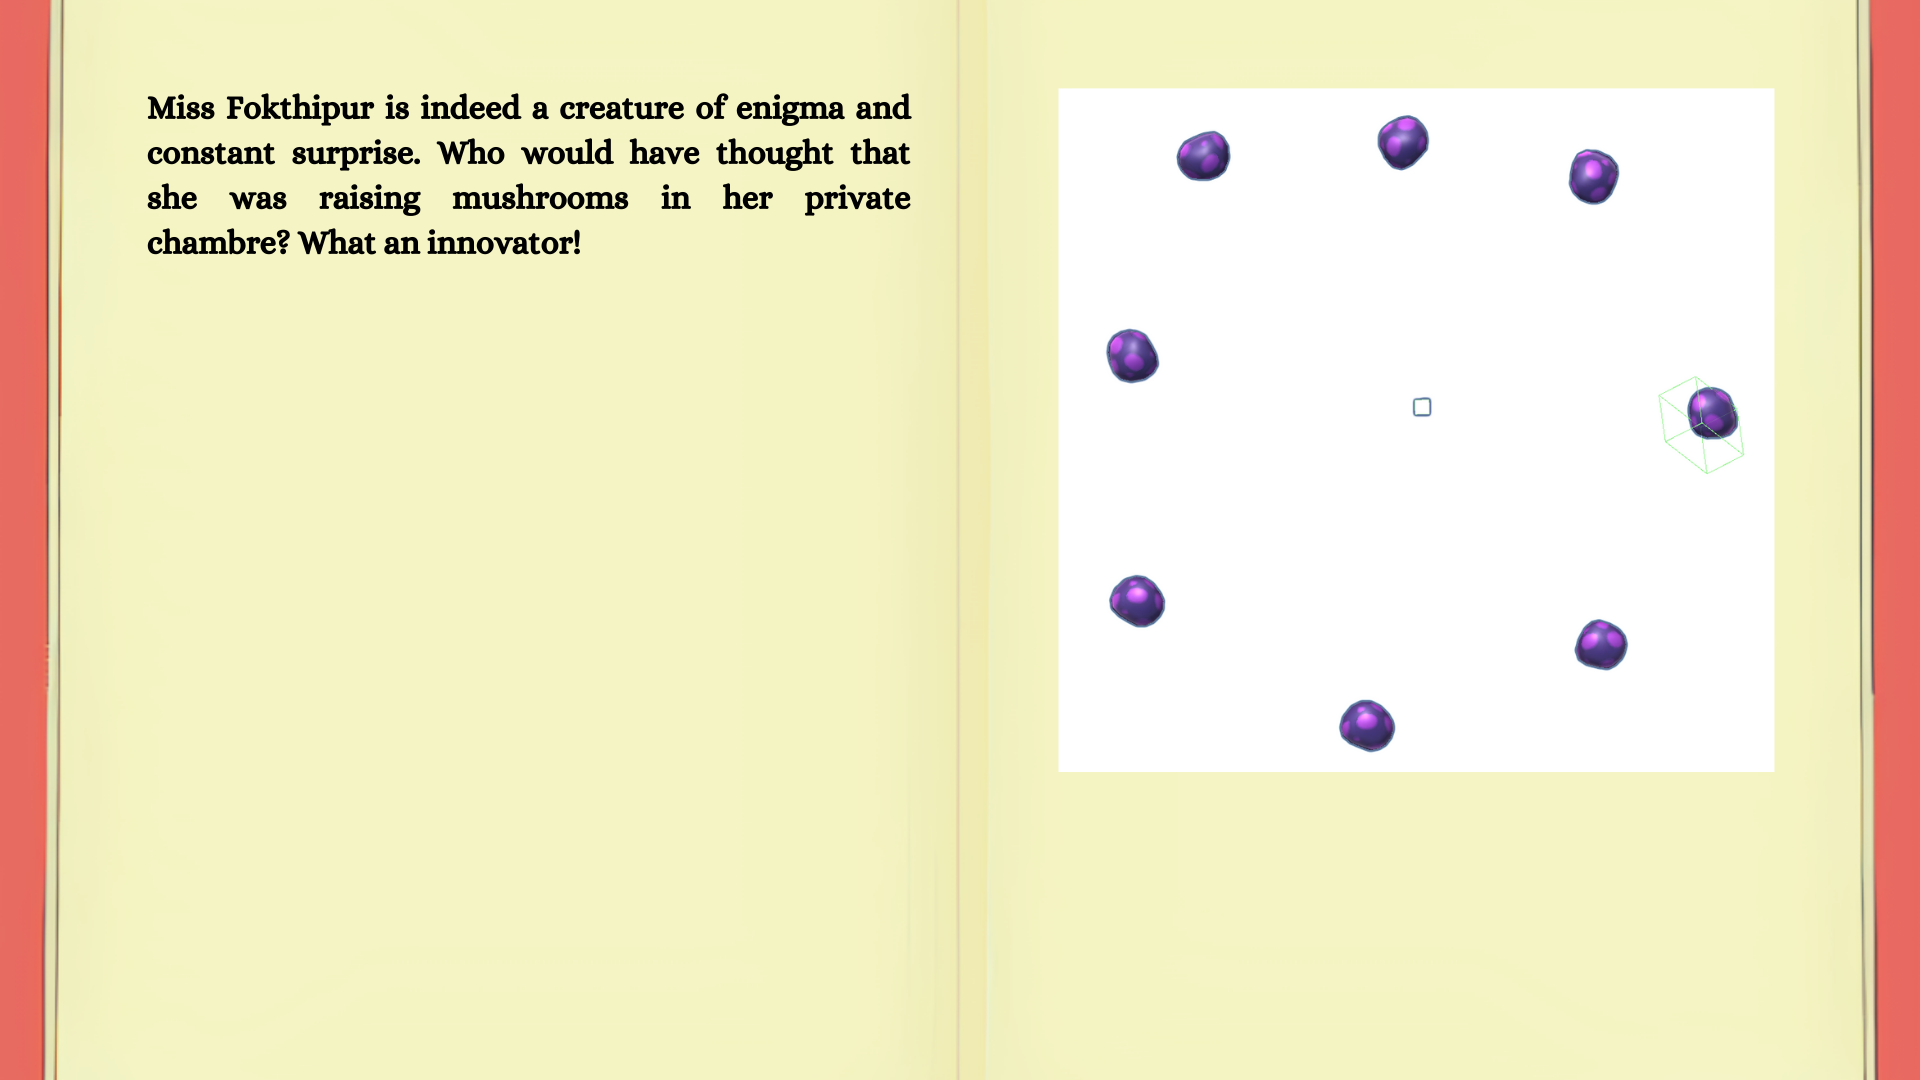 Miss Fokthipur is indeed a creature of enigma and
constant surprise. Who would have thought that
she was raising mushrooms in her private
chambre? What an innovator!